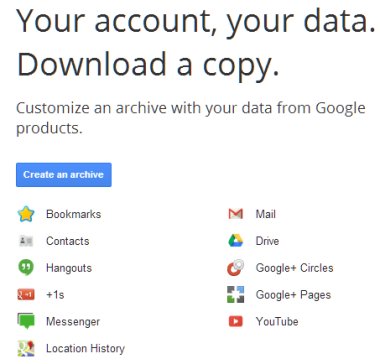 Your account, your data.
Download a copy.
Customize an archive with your data from Google
products.
Create an archive
Bookmarks
Contacts
Hangouts
+1s
Messenger
Location History
Mail
Drive
Google+ Circles
Google+ Pages
YouTube